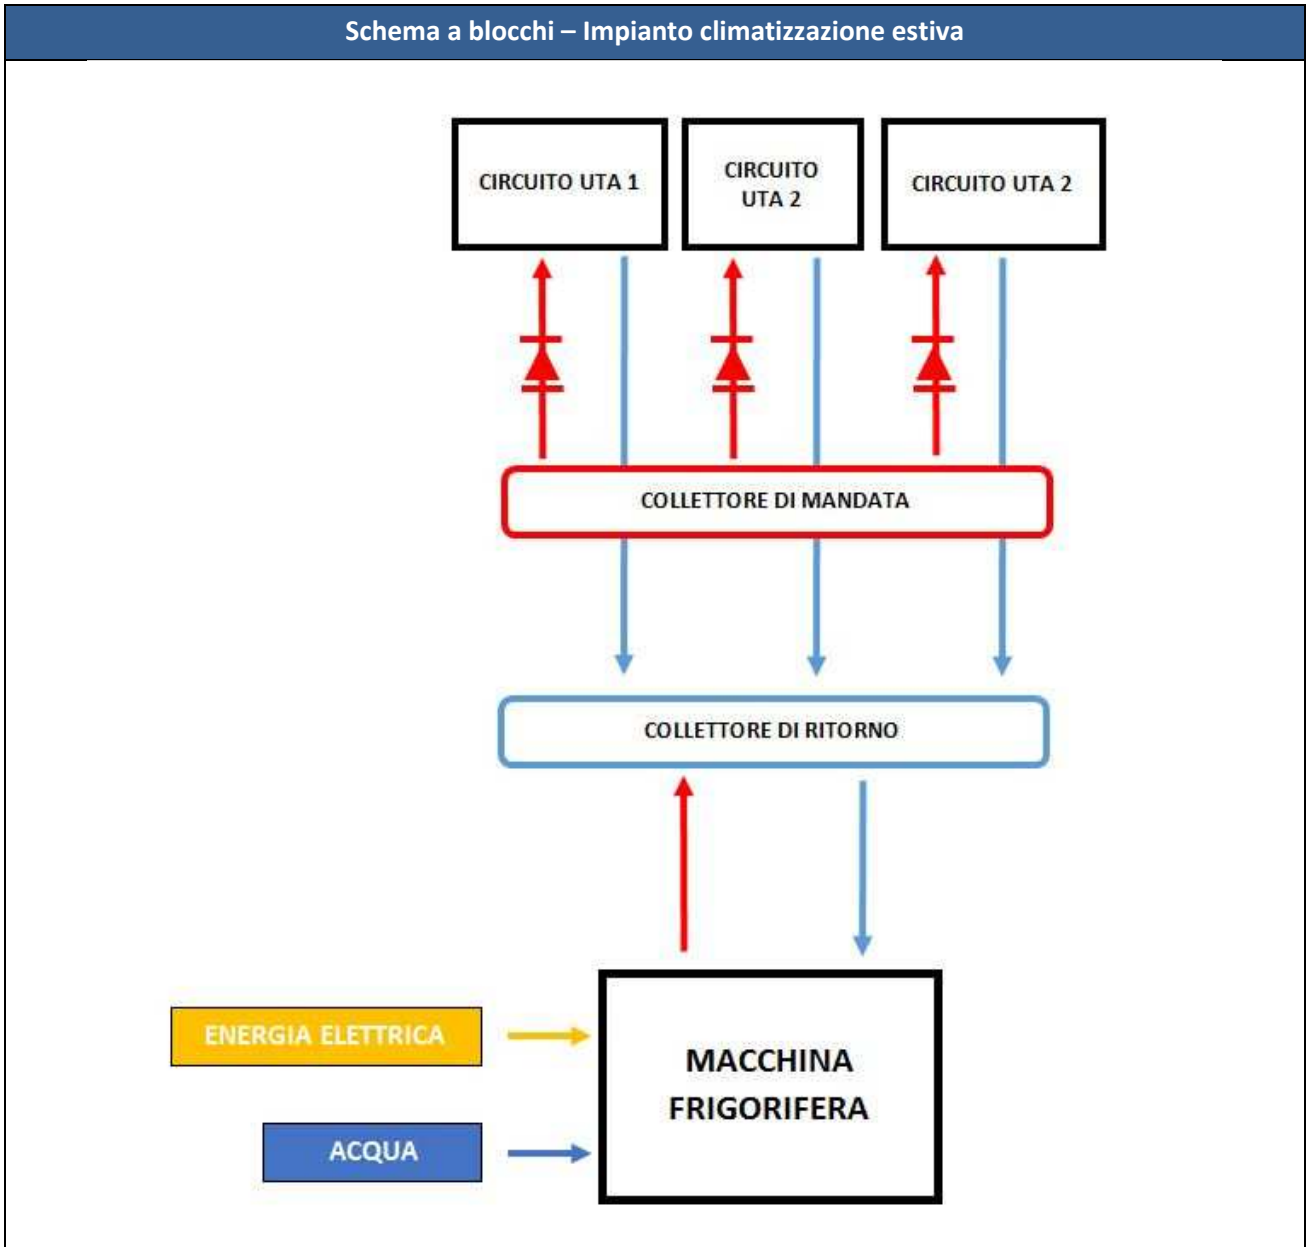 Schema a blocchi – Impianto climatizzazione estiva
CIRCUITO UTA 1
CIRCUITO
UTA 2
CIRCUITO UTA 2
COLLETTORE DI MANDATA
COLLETTORE DI RITORNO
ENERGIA ELETTRICA
MACCHINA
FRIGORIFERA
ACQUA